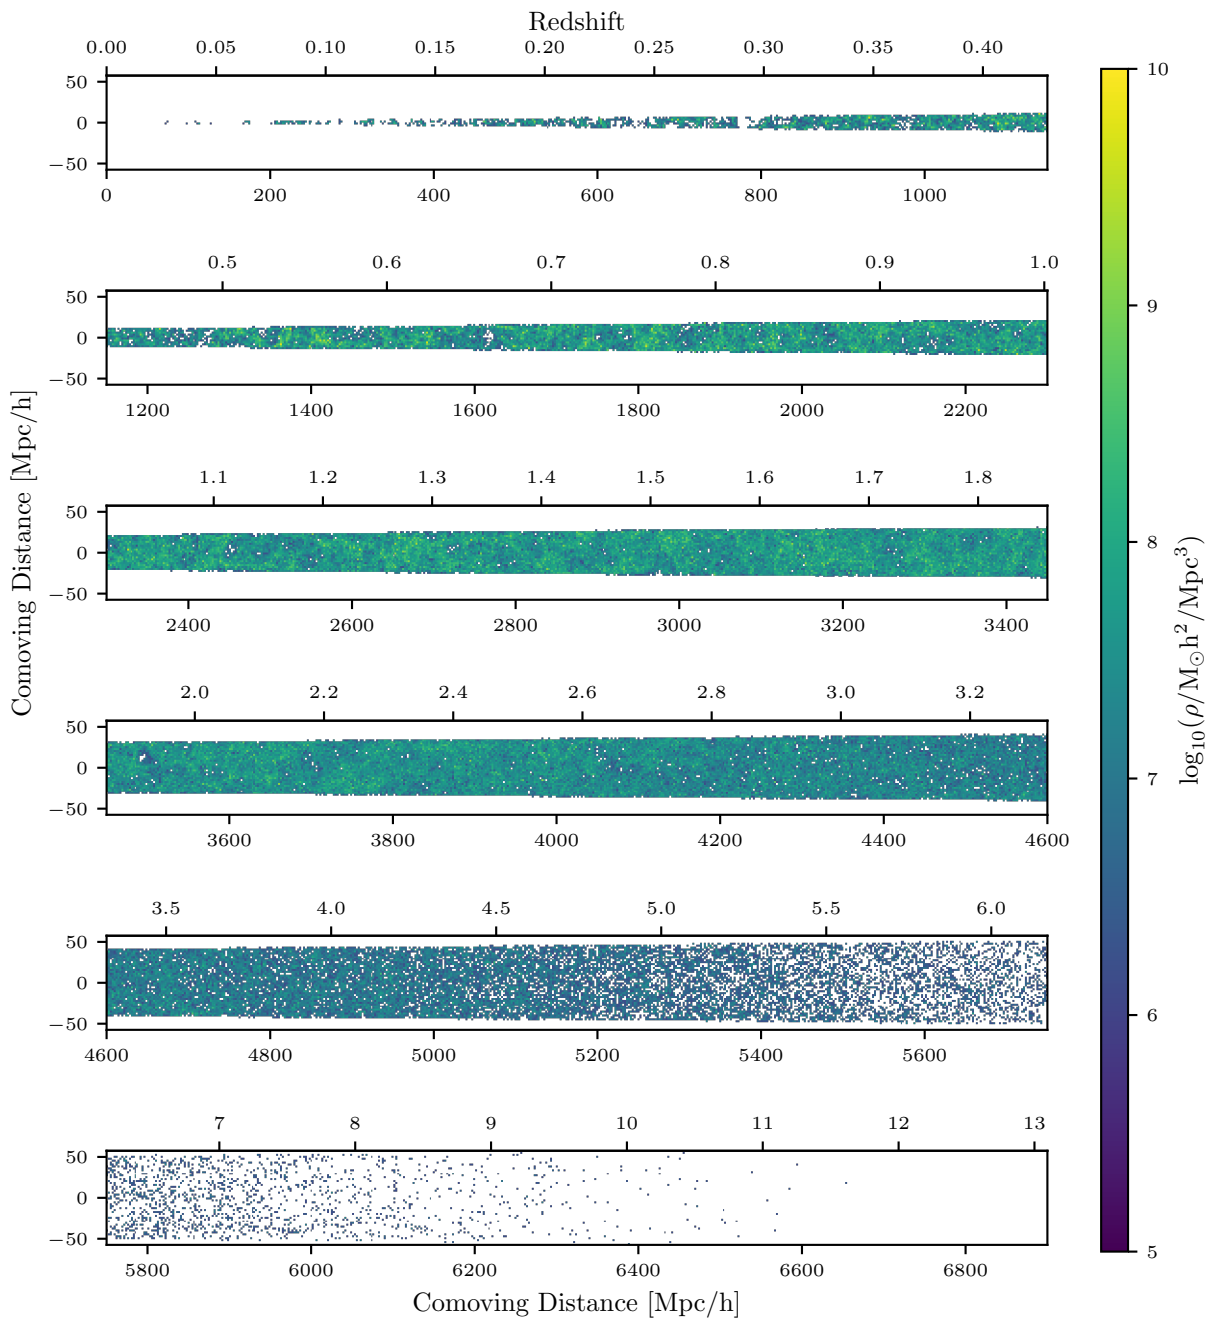 Redshift
0.00 0.05 0.10 0.15 0.20 0.25 0.30 0.35 0.40
50
0
−50
0 200 400 600 800 1000
0.5 0.6 0.7 0.8 0.9 1.0
50
0
−50
1200 1400 1600 1800 2000 2200
1.1 1.2 1.3 1.4 1.5 1.6 1.7 1.8
50
0
−50
2400 2600 2800 3000 3200 3400
2.0 2.2 2.4 2.6 2.8 3.0 3.2
50
0
−50
3600 3800 4000 4200 4400 4600
3.5 4.0 4.5 5.0 5.5 6.0
50
0
−50
4600 4800 5000 5200 5400 5600
7 8 9 10 11 12 13
50
0
−50
5800 6000 6200 6400 6600 6800
Comoving Distance [Mpc/h]
Comoving Distance [Mpc/h]
10
9
8
7
6
5
log₁₀(ρ/M☉h²/Mpc³)